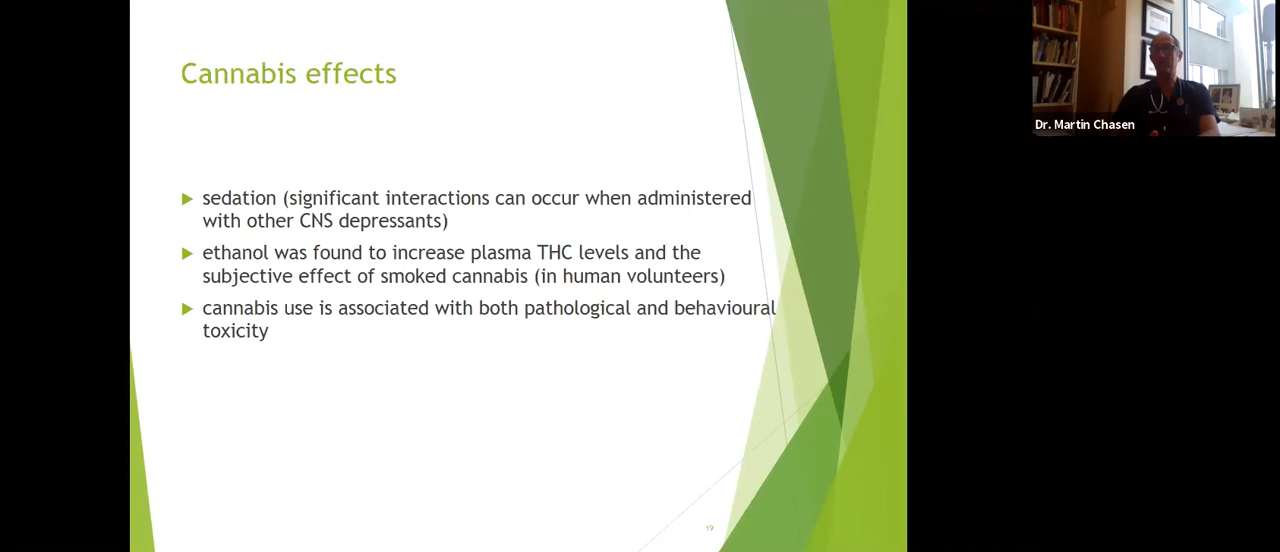 Cannabis effects
sedation (significant interactions can occur when administered
with other CNS depressants)
ethanol was found to increase plasma THC levels and the
subjective effect of smoked cannabis (in human volunteers)
cannabis use is associated with both pathological and behavioural
toxicity
19
Dr. Martin Chasen